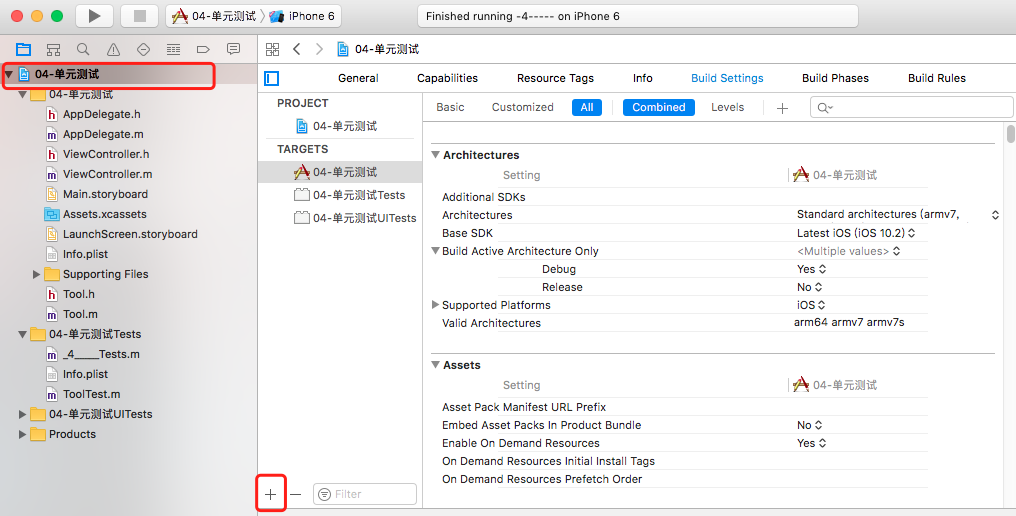 04-单元测试 〉 iPhone 6
Finished running -4----- on iPhone 6
04-单元测试
04-单元测试
AppDelegate.h
AppDelegate.m
ViewController.h
ViewController.m
Main.storyboard
Assets.xcassets
LaunchScreen.storyboard
Info.plist
Supporting Files
Tool.h
Tool.m
04-单元测试Tests
_4_____Tests.m
Info.plist
ToolTest.m
04-单元测试UITests
Products
04-单元测试
General Capabilities Resource Tags Info Build Settings Build Phases Build Rules
PROJECT
04-单元测试
TARGETS
04-单元测试
04-单元测试Tests
04-单元测试UITests
Filter
Basic Customized All Combined Levels
Architectures
Setting 04-单元测试
Additional SDKs
Architectures Standard architectures (armv7,
Base SDK Latest iOS (iOS 10.2)
Build Active Architecture Only <Multiple values>
Debug Yes
Release No
Supported Platforms iOS
Valid Architectures arm64 armv7 armv7s
Assets
Setting 04-单元测试
Asset Pack Manifest URL Prefix
Embed Asset Packs In Product Bundle No
Enable On Demand Resources Yes
On Demand Resources Initial Install Tags
On Demand Resources Prefetch Order